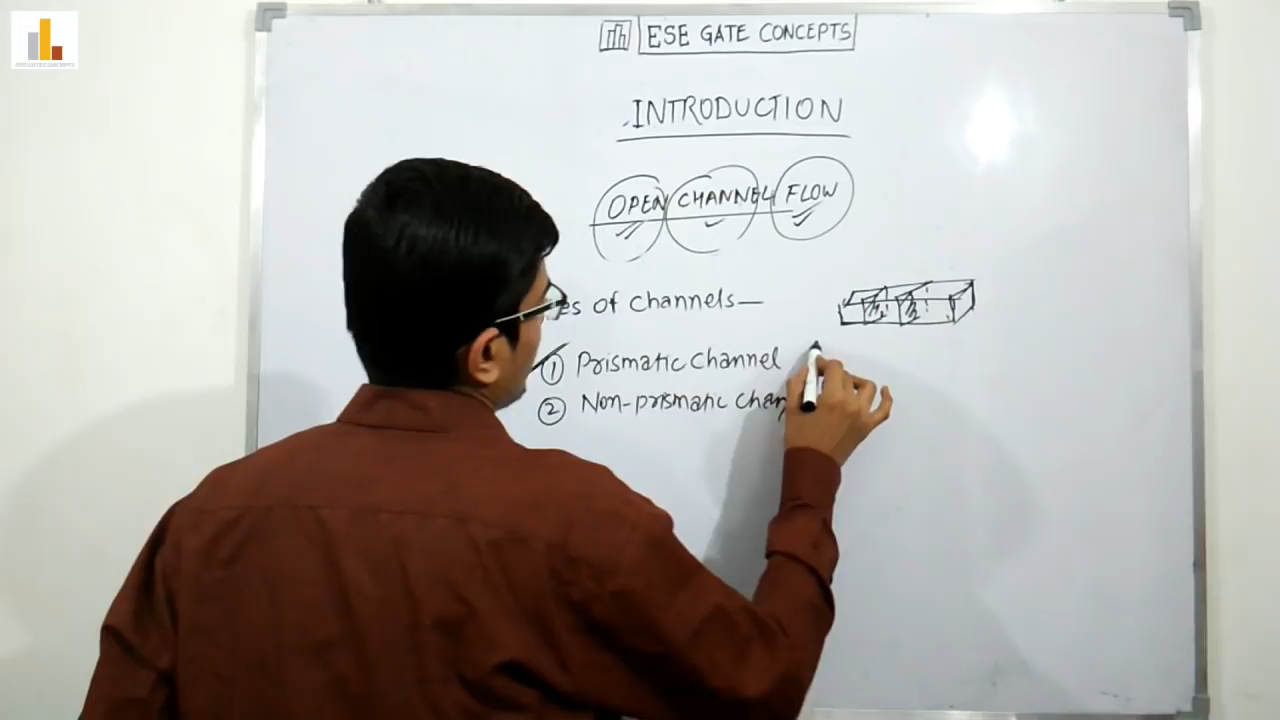 ESE GATE CONCEPTS
INTRODUCTION
OPEN CHANNEL FLOW
es of channels—
① Prismatic channel
② Non-prismatic chan